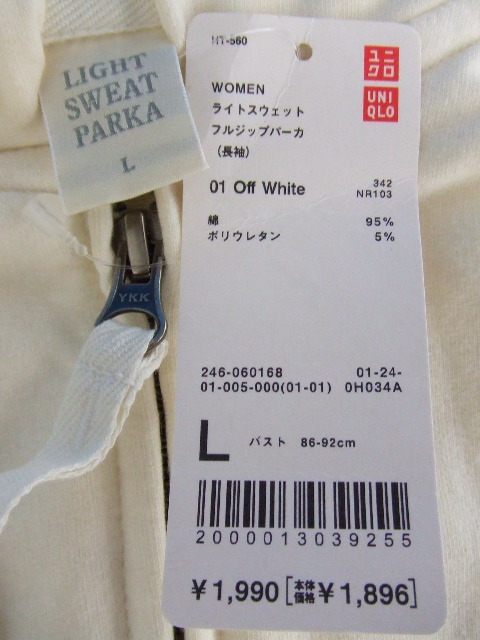 LIGHT
SWEAT
PARKA
L
YKK
ユニ
クロ
UNI
QLO
WOMEN
ライトスウェット
フルジップパーカ
(長袖)
01 Off White
342
NR103
綿 95%
ポリウレタン 5%
246-060168 01-24-
01-005-000(01-01) 0H034A
L バスト 86-92cm
2000013039255
¥1,990[本体価格¥1,896]